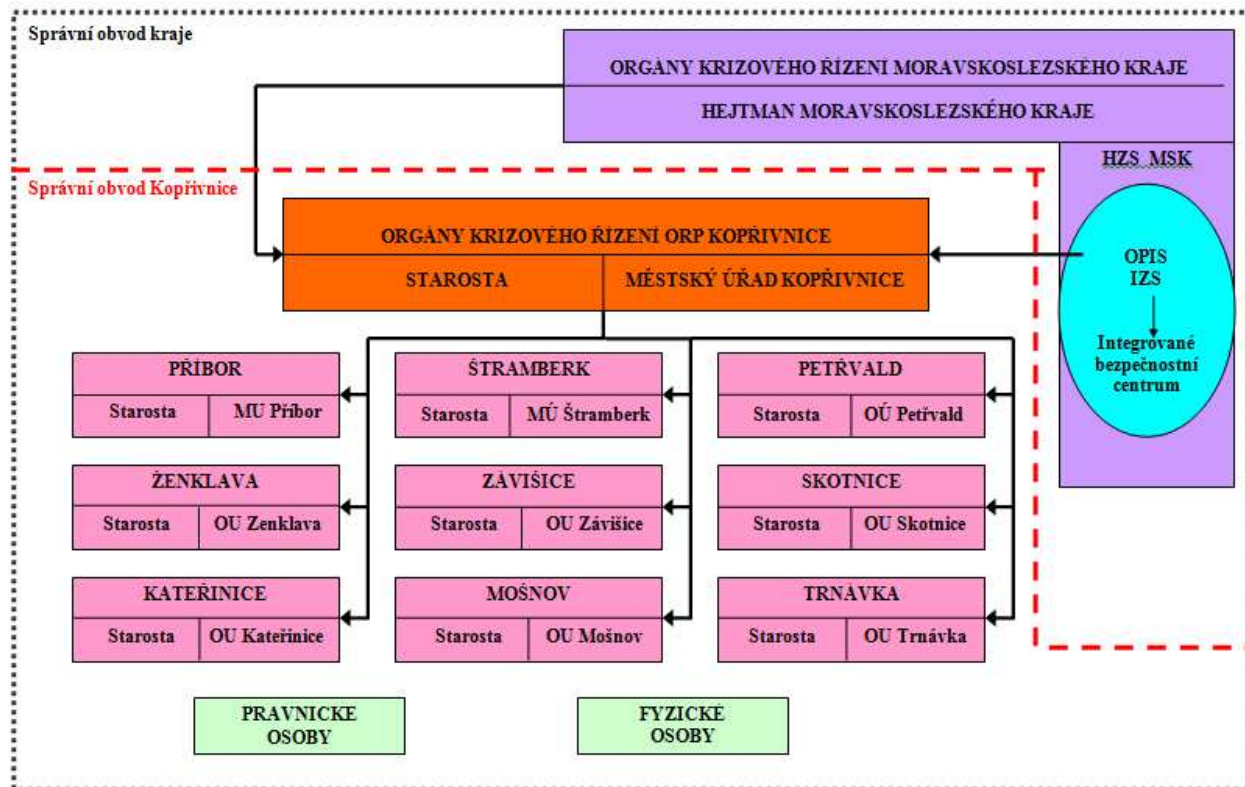 Správní obvod kraje
ORGÁNY KRIZOVÉHO ŘÍZENÍ MORAVSKOSLEZSKÉHO KRAJE
HEJTMAN MORAVSKOSLEZSKÉHO KRAJE
HZS MSK
Správní obvod Kopřivnice
ORGÁNY KRIZOVÉHO ŘÍZENÍ ORP KOPŘIVNICE
STAROSTA
MĚSTSKÝ ÚŘAD KOPŘIVNICE
OPIS
IZS
Integrované
bezpečnostní
centrum
PŘÍBOR
Starosta
MU Příbor
ŠTRAMBERK
Starosta
MÚ Štramberk
PETŘVALD
Starosta
OÚ Petřvald
ŽENKLAVA
Starosta
OU Zenklava
ZÁVIŠICE
Starosta
OU Závišice
SKOTNICE
Starosta
OU Skotnice
KATEŘINICE
Starosta
OU Kateřinice
MOŠNOV
Starosta
OU Mošnov
TRNÁVKA
Starosta
OU Trnávka
PRAVNICKE
OSOBY
FYZICKÉ
OSOBY